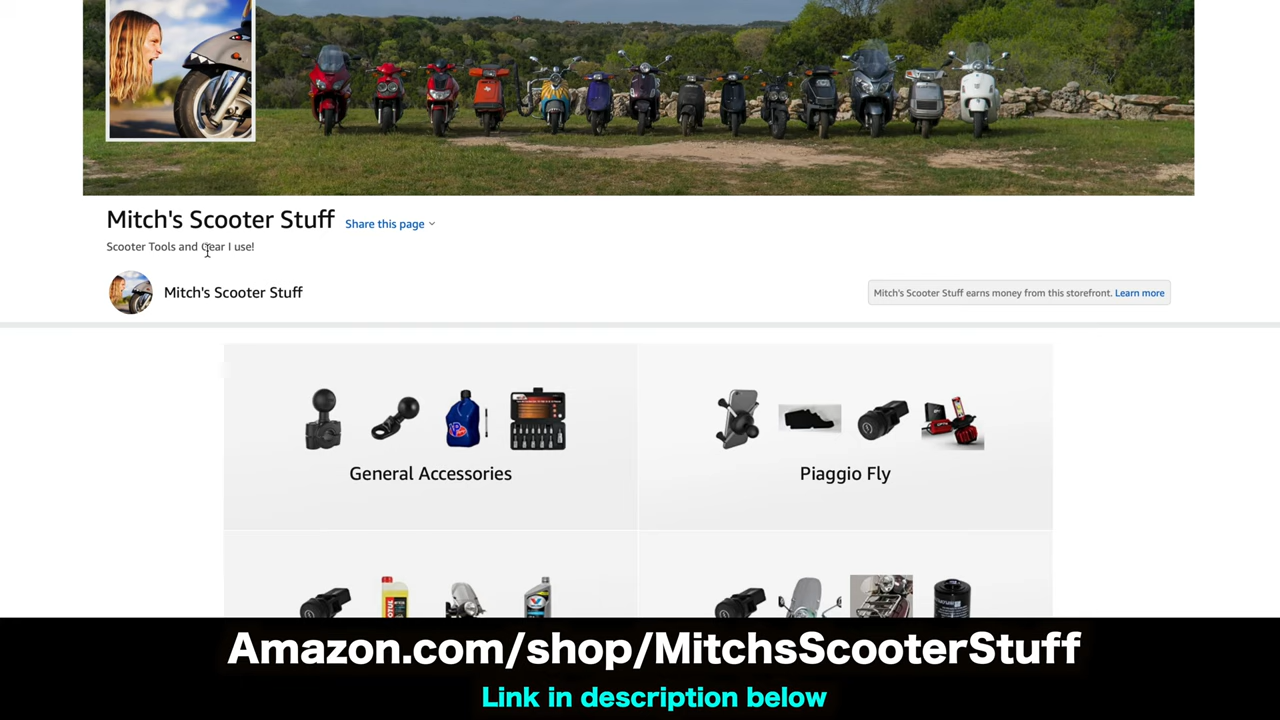 Mitch's Scooter Stuff
Share this page
Scooter Tools and Gear I use!
Mitch's Scooter Stuff
Mitch's Scooter Stuff earns money from this storefront. Learn more
General Accessories
Piaggio Fly
Amazon.com/shop/MitchsScooterStuff
Link in description below